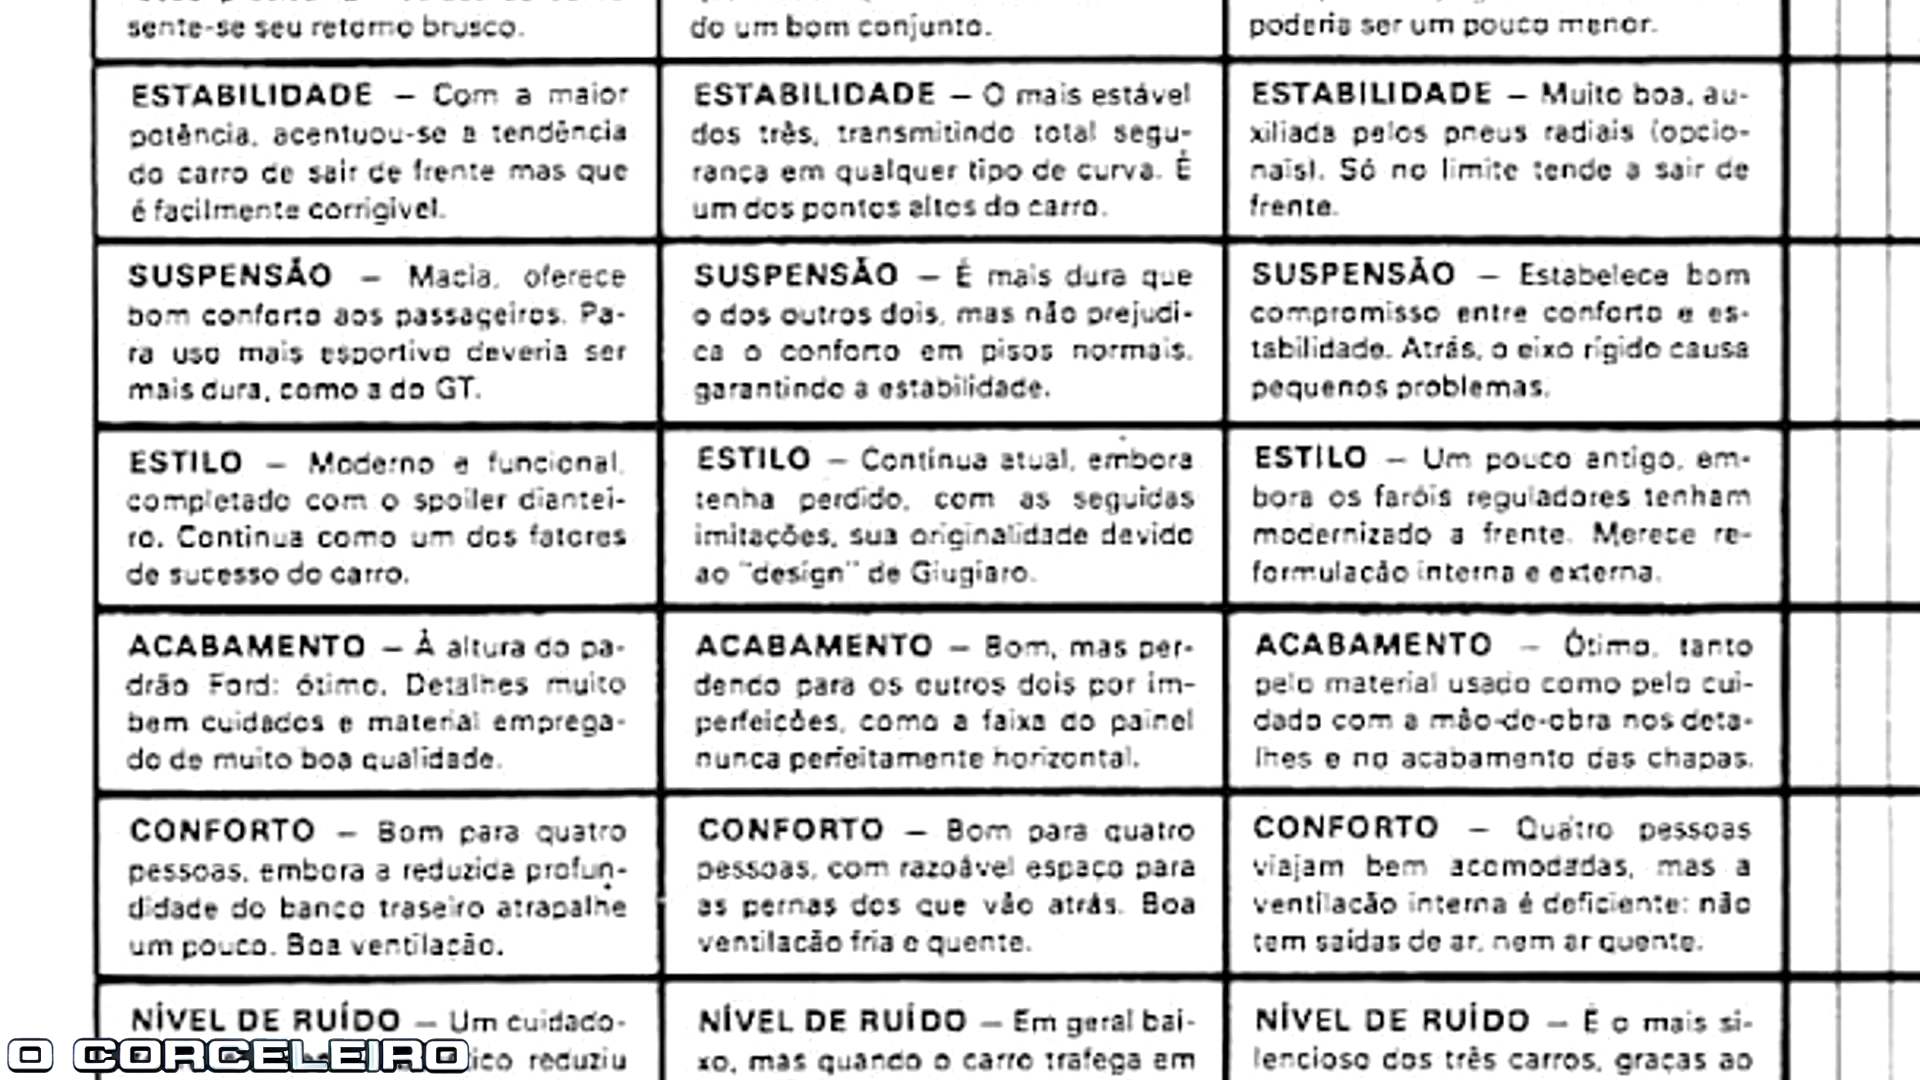 sente-se seu retorno brusco.
ESTABILIDADE — Com a maior
potência, acentuou-se a tendência
do carro de sair de frente mas que
é facilmente corrigível.
SUSPENSÃO — Macia, oferece
bom conforto aos passageiros. Pa-
ra uso mais esportivo deveria ser
mais dura, como a do GT.
ESTILO — Moderno e funcional,
completado com o spoiler diantei-
ro. Continua como um dos fatores
de sucesso do carro.
ACABAMENTO — À altura do pa-
drão Ford: ótimo. Detalhes muito
bem cuidados e material emprega-
do de muito boa qualidade.
CONFORTO — Bom para quatro
pessoas, embora a reduzida profun-
didade do banco traseiro atrapalhe
um pouco. Boa ventilação.
NÍVEL DE RUÍDO — Um cuidado-
reduziu
do um bom conjunto.
ESTABILIDADE — O mais estável
dos três, transmitindo total segu-
rança em qualquer tipo de curva. É
um dos pontos altos do carro.
SUSPENSÃO — É mais dura que
o dos outros dois, mas não prejudi-
ca o conforto em pisos normais,
garantindo a estabilidade.
ESTILO — Continua atual, embora
tenha perdido, com as seguidas
imitações, sua originalidade devido
ao "design" de Giugiaro.
ACABAMENTO — Bom, mas per-
dendo para os outros dois por im-
perfeições, como a faixa do painel
nunca perfeitamente horizontal.
CONFORTO — Bom para quatro
pessoas, com razoável espaço para
as pernas dos que vão atrás. Boa
ventilação fria e quente.
NÍVEL DE RUÍDO — Em geral bai-
xo, mas quando o carro trafega em
poderia ser um pouco menor.
ESTABILIDADE — Muito boa, au-
xiliada pelos pneus radiais (opcio-
nais). Só no limite tende a sair de
frente.
SUSPENSÃO — Estabelece bom
compromisso entre conforto e es-
tabilidade. Atrás, o eixo rígido causa
pequenos problemas.
ESTILO — Um pouco antigo, em-
bora os faróis reguladores tenham
modernizado a frente. Merece re-
formulação interna e externa.
ACABAMENTO — Ótimo, tanto
pelo material usado como pelo cui-
dado com a mão-de-obra nos deta-
lhes e no acabamento das chapas.
CONFORTO — Quatro pessoas
viajam bem acomodadas, mas a
ventilação interna é deficiente: não
tem saídas de ar, nem ar quente.
NÍVEL DE RUÍDO — É o mais si-
lencioso dos três carros, graças ao
O CORCELEIRO